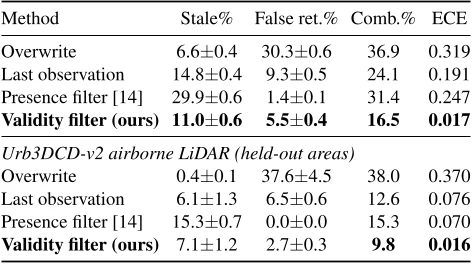 Method Stale% False ret.% Comb.% ECE
Overwrite 6.6±0.4 30.3±0.6 36.9 0.319
Last observation 14.8±0.4 9.3±0.5 24.1 0.191
Presence filter [14] 29.9±0.6 1.4±0.1 31.4 0.247
Validity filter (ours) 11.0±0.6 5.5±0.4 16.5 0.017
Urb3DCD-v2 airborne LiDAR (held-out areas)
Overwrite 0.4±0.1 37.6±4.5 38.0 0.370
Last observation 6.1±1.3 6.5±0.6 12.6 0.076
Presence filter [14] 15.3±0.7 0.0±0.0 15.3 0.070
Validity filter (ours) 7.1±1.2 2.7±0.3 9.8 0.016